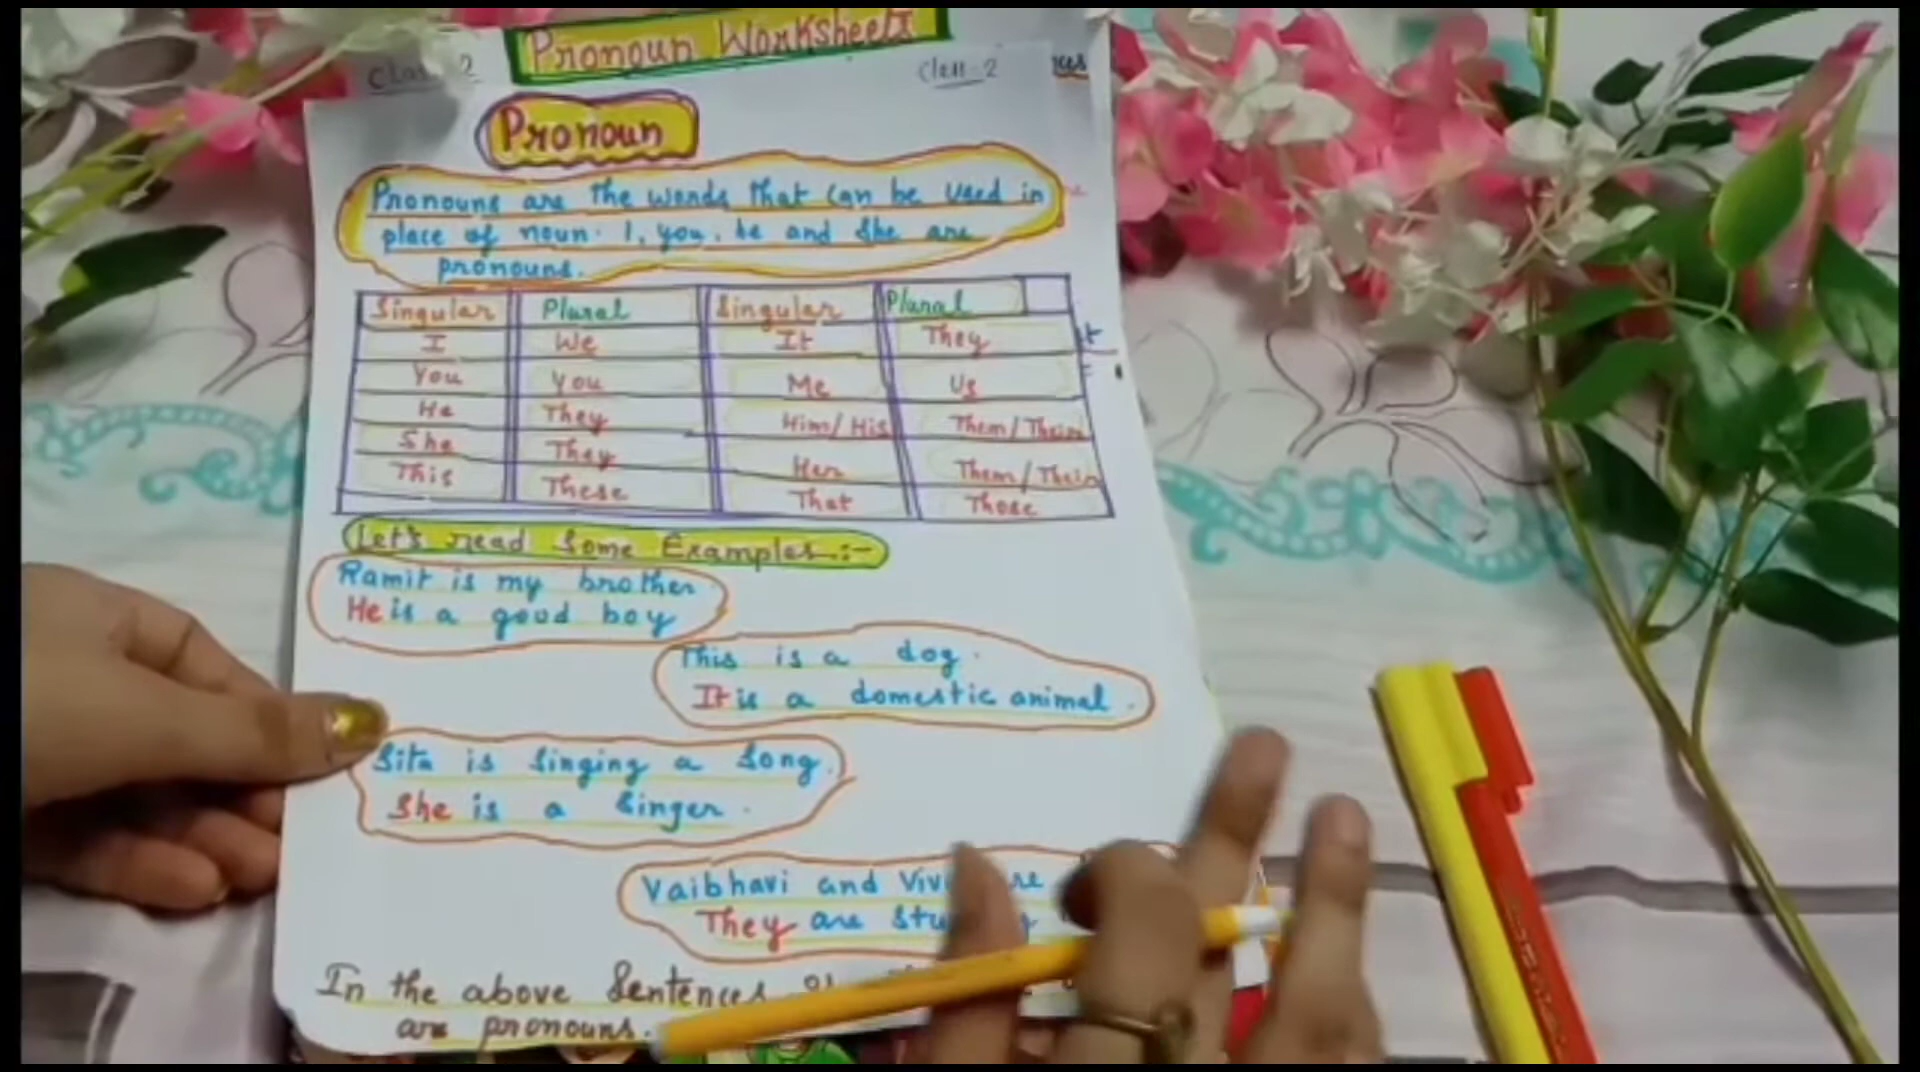 Pronoun Worksheets
Class-2
Class-2
Pronoun
Pronouns are the words that can be used in
place of noun. I, you, he and she are
pronouns.
Singular Plural Singular Plural
I We It They
You You Me Us
He They Him/His Them/Their
She They Her Them/Their
This These That Those
Let's read some Examples:-
Ramit is my brother
He is a good boy
This is a dog.
It is a domestic animal.
Sita is singing a song.
She is a singer.
Vaibhavi and
They are
In the above sentences
are pronouns.